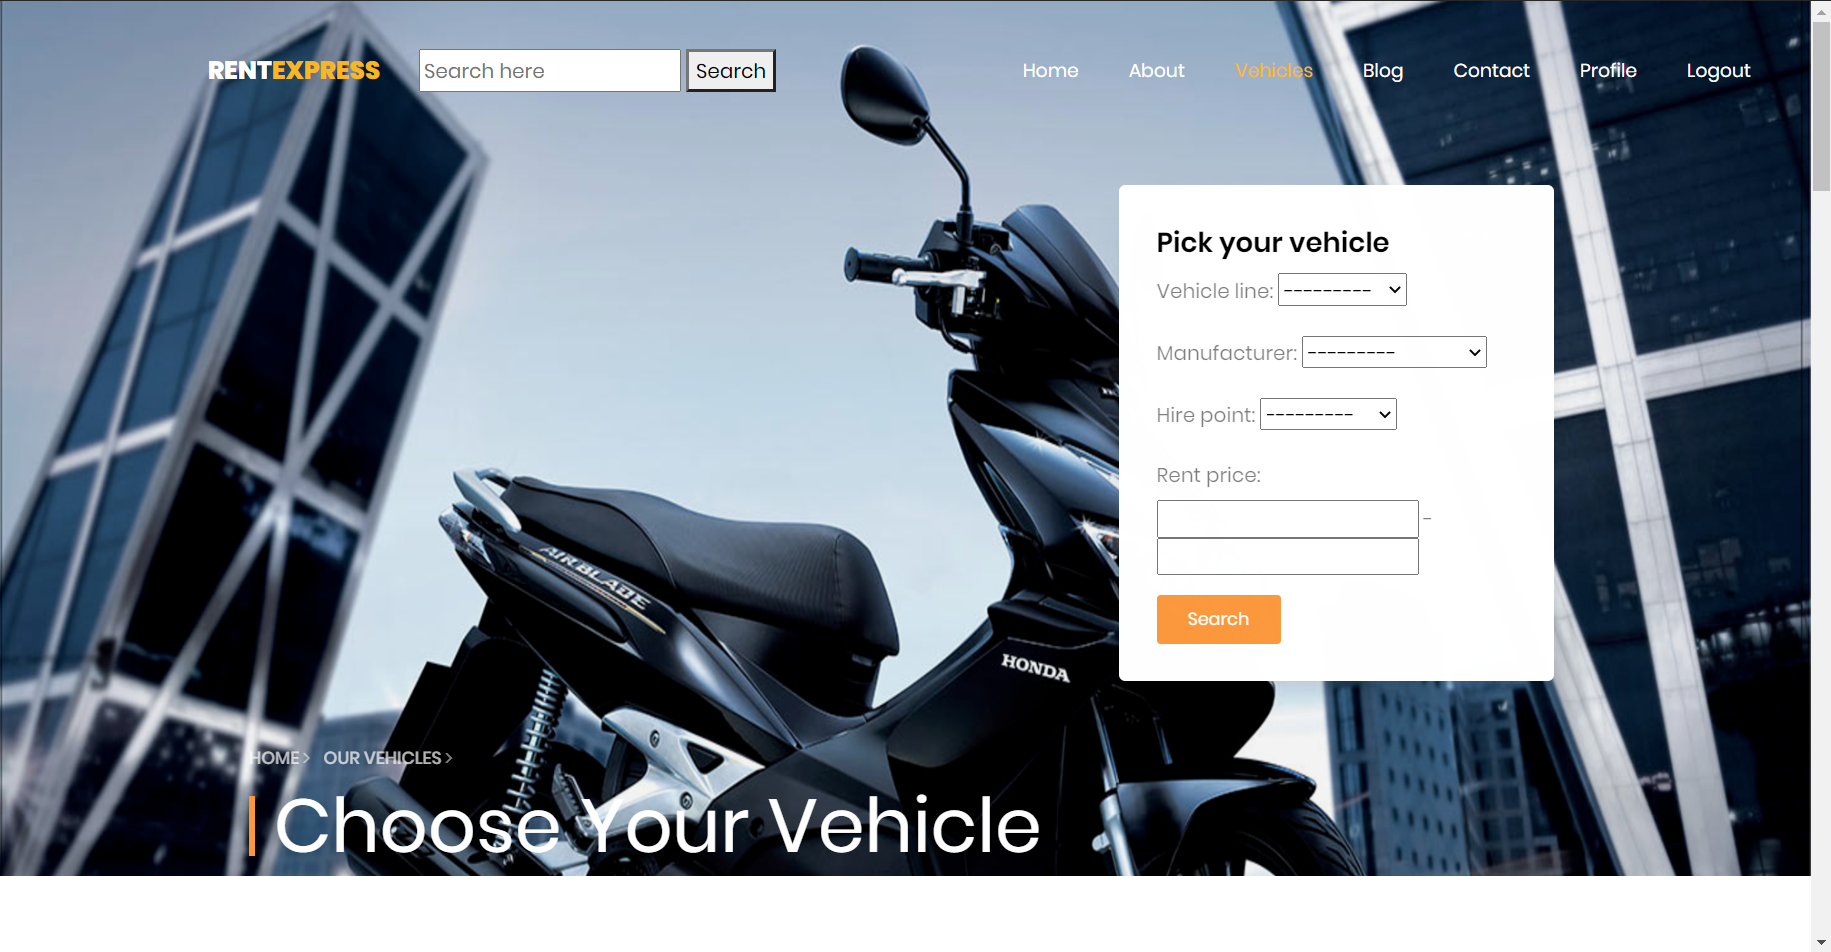 RENTEXPRESS
Search here Search
Home About Vehicles Blog Contact Profile Logout
Pick your vehicle
Vehicle line: ---------
Manufacturer: ---------
Hire point: ---------
Rent price:
-
Search
AIRBLADE
HONDA
HOME > OUR VEHICLES >
Choose Your Vehicle